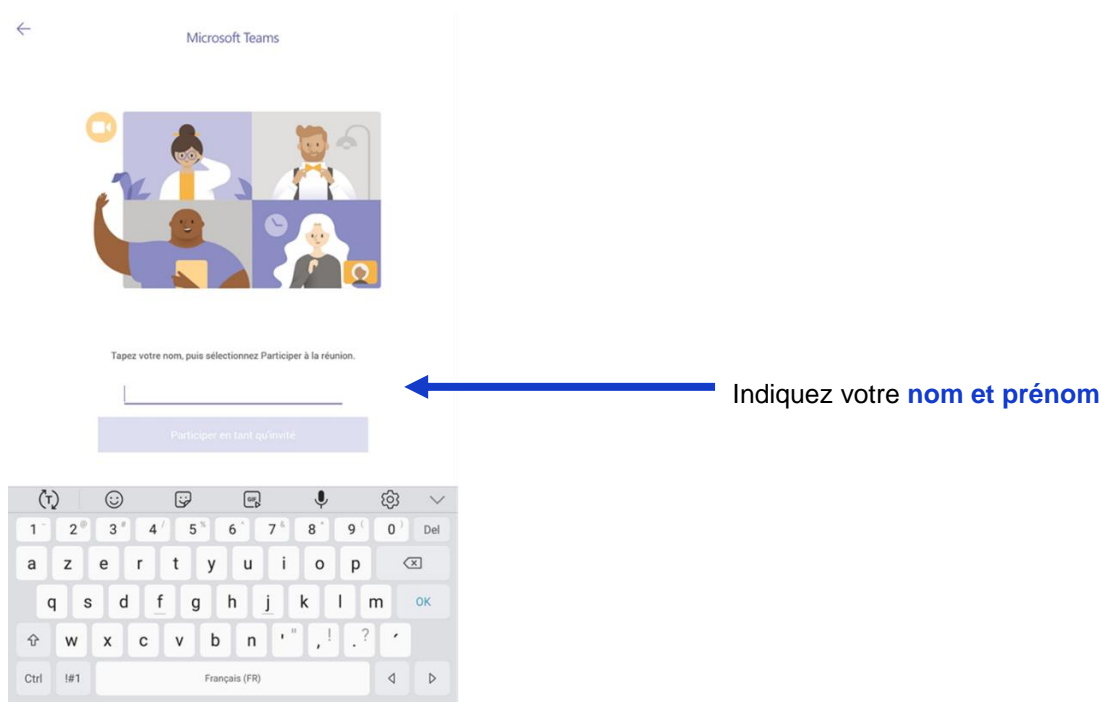 Microsoft Teams
Tapez votre nom, puis sélectionnez Participer à la réunion.
Indiquez votre nom et prénom
Participer en tant qu'invité
GIF
1 - 2 @ 3 # 4 / 5 % 6 ^ 7 & 8 * 9 ( 0 ) Del
a z e r t y u i o p
q s d f g h j k l m OK
w x c v b n ' " , ! . ? ´
Ctrl !#1 Français (FR)